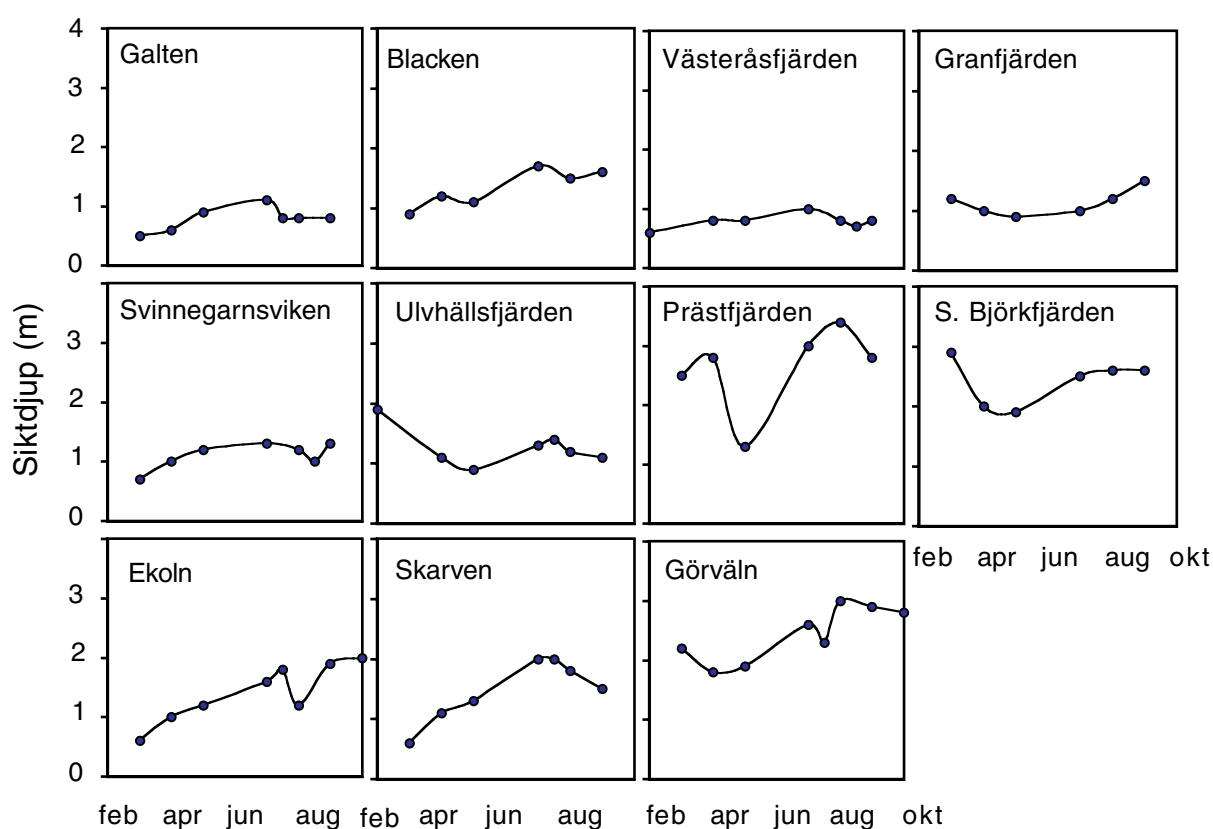 4
3
2
1
0
Galten
Blacken
Västeråsfjärden
Granfjärden
Siktdjup (m)
3
2
1
0
Svinnegarnsviken
Ulvhällsfjärden
Prästfjärden
S. Björkfjärden
feb apr jun aug okt
3
2
1
0
Ekoln
Skarven
Görväln
feb apr jun aug feb apr jun aug feb apr jun aug okt